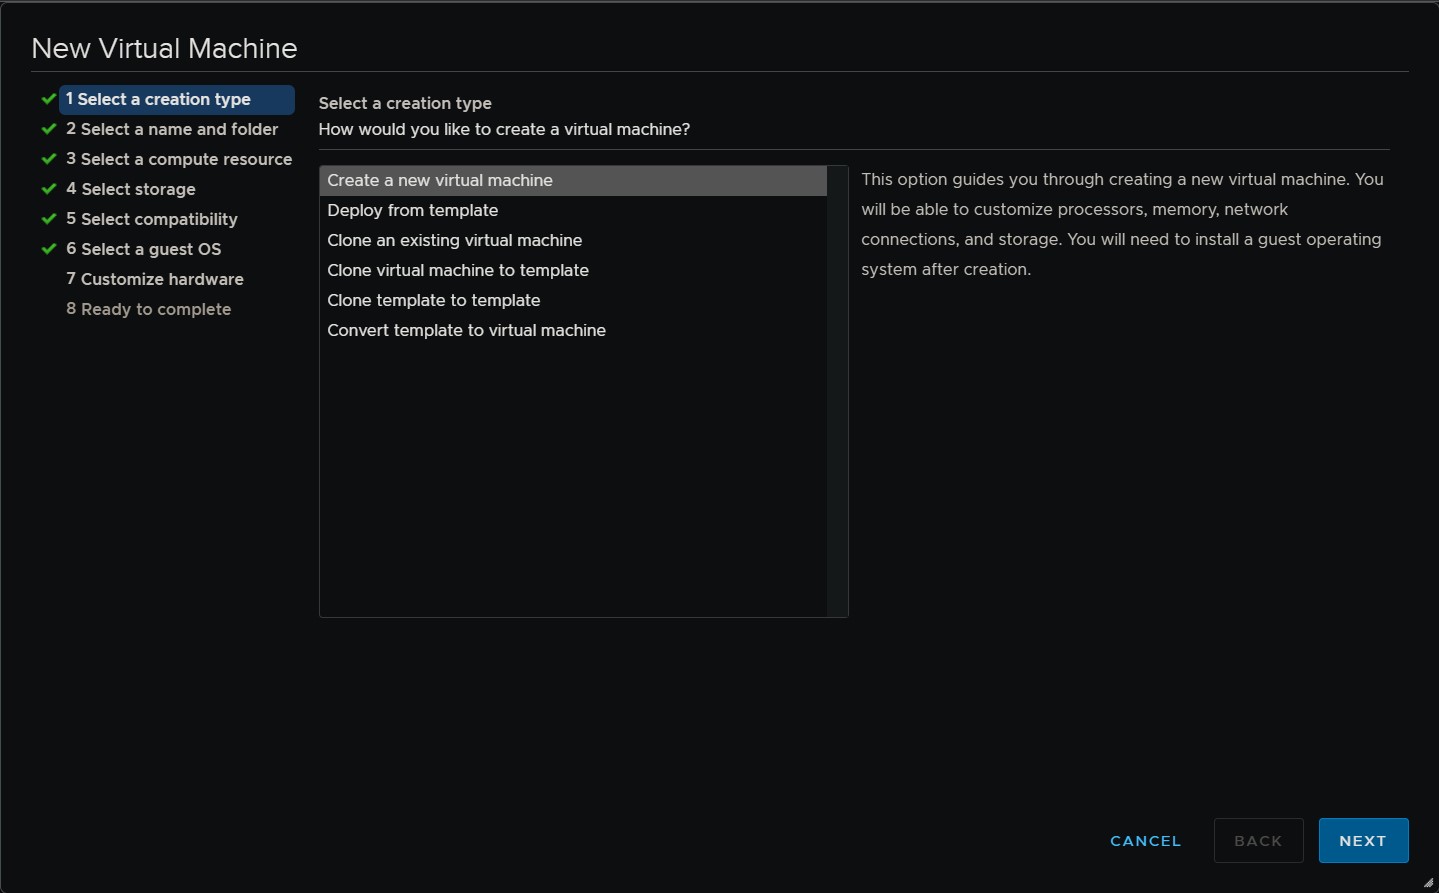 New Virtual Machine
1 Select a creation type
2 Select a name and folder
3 Select a compute resource
4 Select storage
5 Select compatibility
6 Select a guest OS
7 Customize hardware
8 Ready to complete
Select a creation type
How would you like to create a virtual machine?
Create a new virtual machine
Deploy from template
Clone an existing virtual machine
Clone virtual machine to template
Clone template to template
Convert template to virtual machine
This option guides you through creating a new virtual machine. You
will be able to customize processors, memory, network
connections, and storage. You will need to install a guest operating
system after creation.
CANCEL
BACK
NEXT